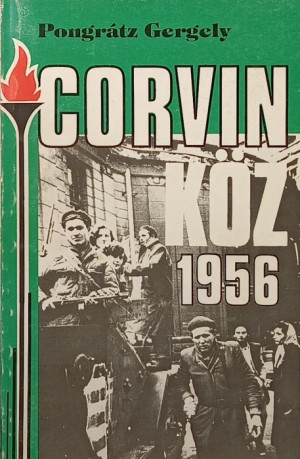 Pongrátz Gergely
CORVIN
KÖZ
1956